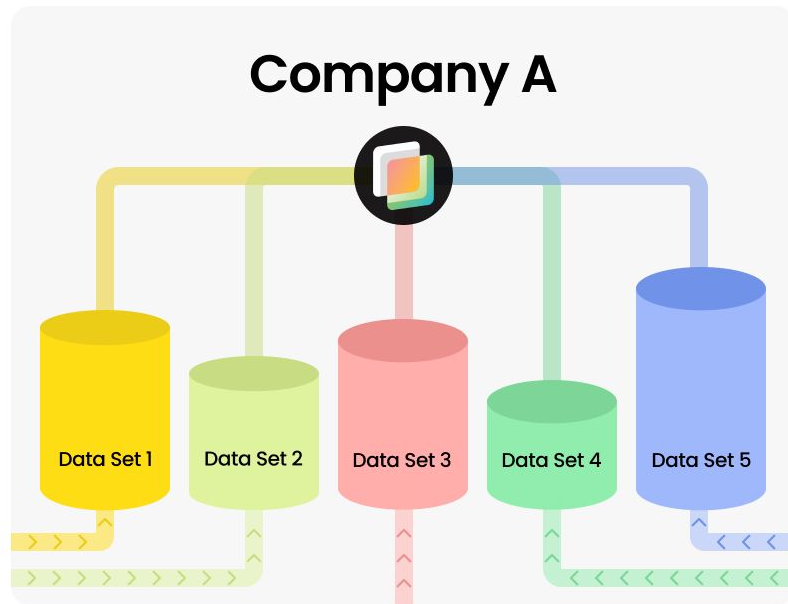 Company A
Data Set 1
Data Set 2
Data Set 3
Data Set 4
Data Set 5